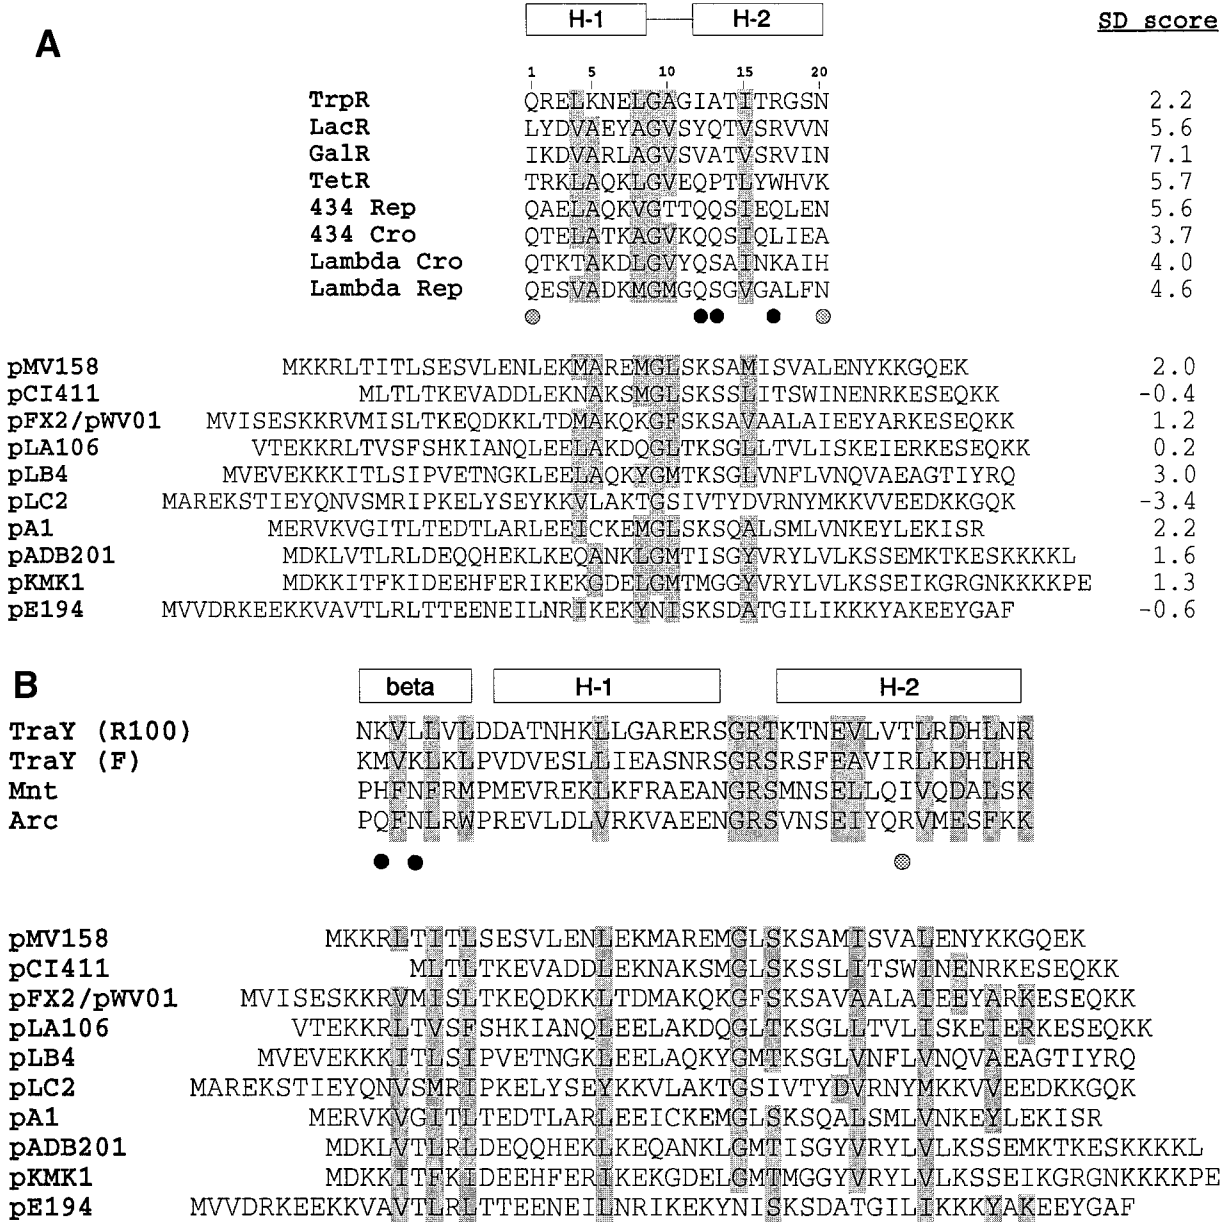 A
H-1 H-2 SD score
1 5 10 15 20
TrpR QRELKNELGAGIATITRGSN 2.2
LacR LYDVAEYAGVSYQTVSRVVN 5.6
GalR IKDVARLAGVSVATVSRVIN 7.1
TetR TRKLAQKLGVEQPTLYWHVK 5.7
434 Rep QAELAQKVGTTQQSIEQLEN 5.6
434 Cro QTELATKAGVKQQSIQLIEA 3.7
Lambda Cro QTKTAKDLGVYQSAINKAIH 4.0
Lambda Rep QESVADKMGMGQSGVGALFN 4.6
pMV158 MKKRLTITLSESVLENLEKMAREMGLSKSAMISVALENYKKGQEK 2.0
pCI411 MLTLTKEVADDLEKNAKSMGLSKSSLITSWINENRKESEQKK -0.4
pFX2/pWV01 MVISESKKRVMISLTKEQDKKLTDMAKQKGFSKSAVAALAIEEYARKESEQKK 1.2
pLA106 VTEKKRLTVSFSHKIANQLEELAKDQGLTKSGLLTVLISKEIERKESEQKK 0.2
pLB4 MVEVEKKKITLSIPVETNGKLEELAQKYGMTKSGLVNFLVNQVAEAGTIYRQ 3.0
pLC2 MAREKSTIEYQNVSMRIPKELYSEYKKVLAKTGSIVTYDVRNYMKKVVEEDKKGQK -3.4
pA1 MERVKVGITLTEDTLARLEEICKEMGLSKSQALSMLVNKEYLEKISR 2.2
pADB201 MDKLVTLRLDEQQHEKLKEQANKLGMTISGYVRYLVLKSSEMKTKESKKKKL 1.6
pKMK1 MDKKITFKIDEEHFERIKEKGDELGMTMGGYVRYLVLKSSEIKGRGNKKKKPE 1.3
pE194 MVVDRKEEKKVAVTLRLTTEENEILNRIKEKYNISKSDATGILIKKKYAKEEYGAF -0.6
B
beta H-1 H-2
TraY (R100) NKVLLVLDDATNHKLLGARERSGRTKTNEVLVTLRDHLNR
TraY (F) KMVKLKLPVDVESLLIEASNRSGRSRSFEAVIRLKDHLHR
Mnt PHFNFRMPMEVREKLKFRAEANGRSMNSELLQIVQDALSK
Arc PQFNLRWPREVLDLVRKVAEENGRSVNSEIYQRVMESFKK
pMV158 MKKRLTITLSESVLENLEKMAREMGLSKSAMISVALENYKKGQEK
pCI411 MLTLTKEVADDLEKNAKSMGLSKSSLITSWINENRKESEQKK
pFX2/pWV01 MVISESKKRVMISLTKEQDKKLTDMAKQKGFSKSAVAALAIEEYARKESEQKK
pLA106 VTEKKRLTVSFSHKIANQLEELAKDQGLTKSGLLTVLISKEIERKESEQKK
pLB4 MVEVEKKKITLSIPVETNGKLEELAQKYGMTKSGLVNFLVNQVAEAGTIYRQ
pLC2 MAREKSTIEYQNVSMRIPKELYSEYKKVLAKTGSIVTYDVRNYMKKVVEEDKKGQK
pA1 MERVKVGITLTEDTLARLEEICKEMGLSKSQALSMLVNKEYLEKISR
pADB201 MDKLVTLRLDEQQHEKLKEQANKLGMTISGYVRYLVLKSSEMKTKESKKKKL
pKMK1 MDKKITFKIDEEHFERIKEKGDELGMTMGGYVRYLVLKSSEIKGRGNKKKKPE
pE194 MVVDRKEEKKVAVTLRLTTEENEILNRIKEKYNISKSDATGILIKKKYAKEEYGAF